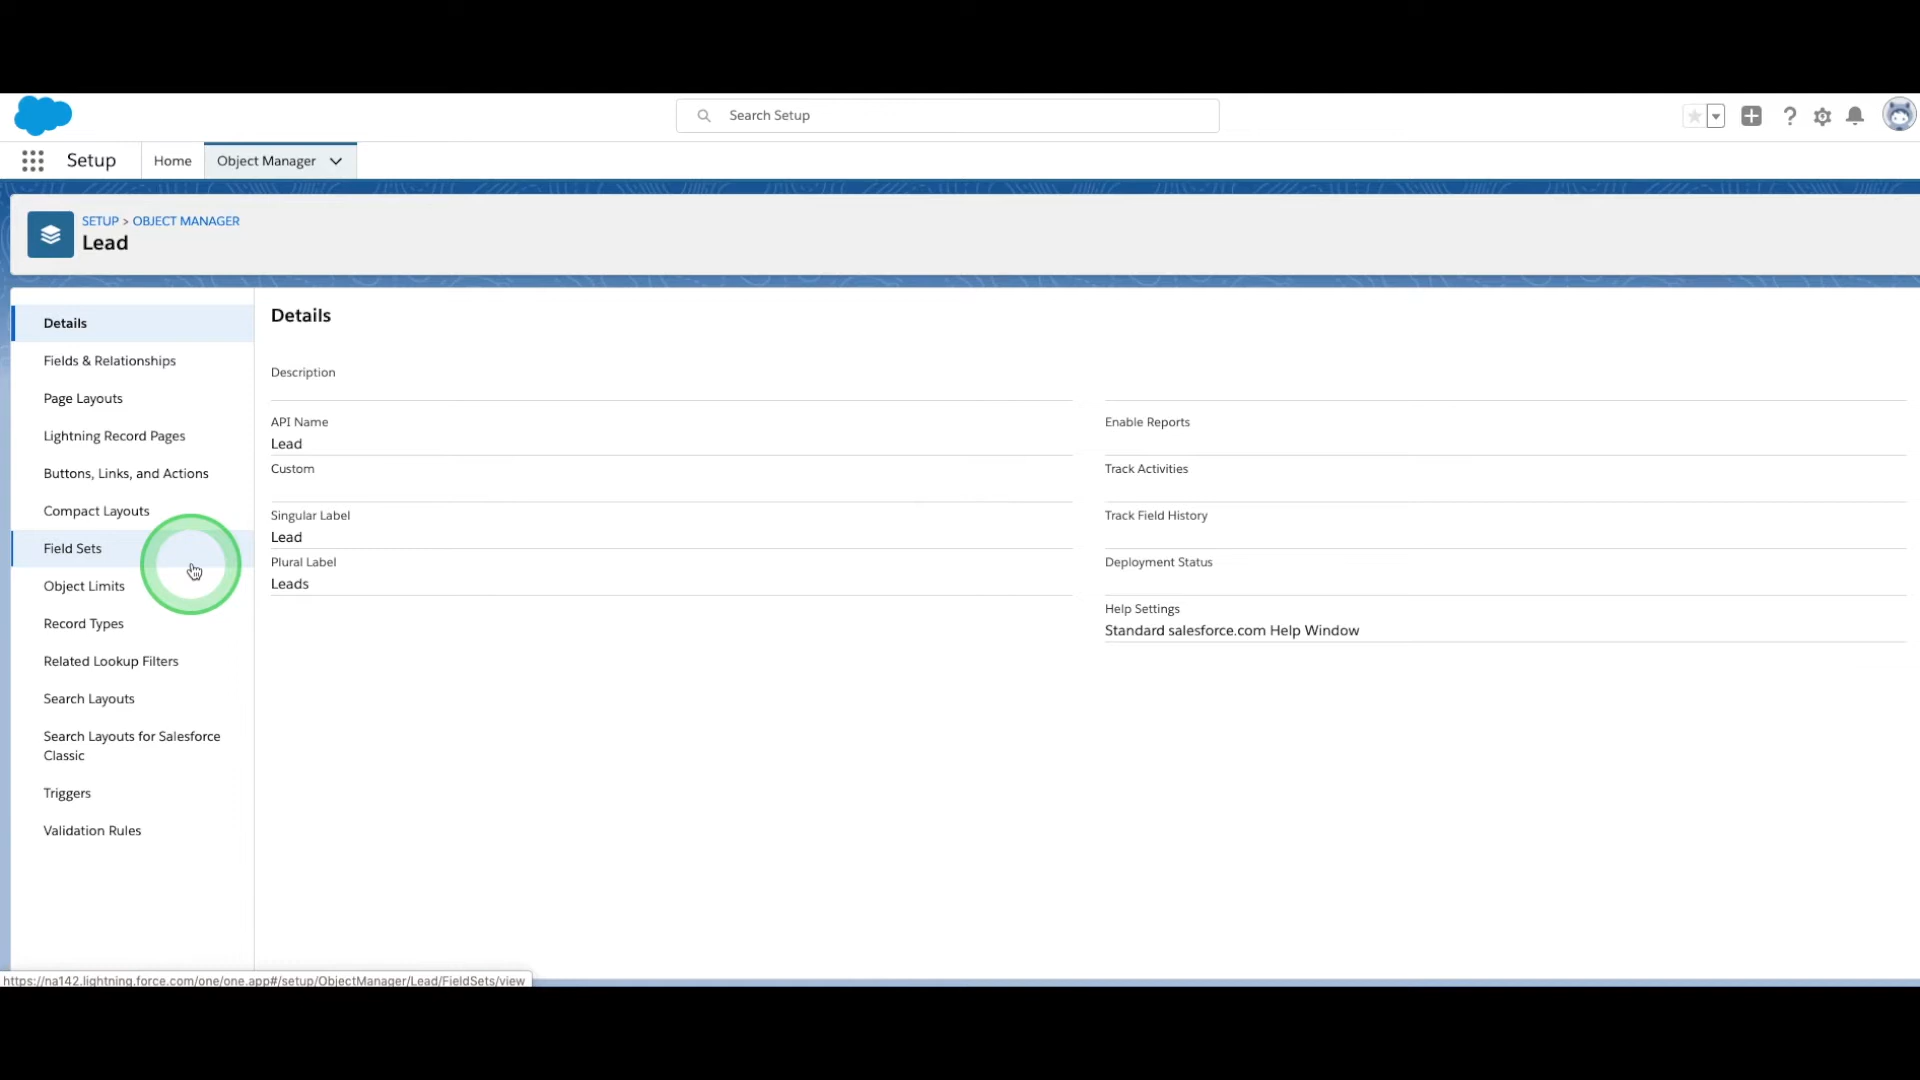 Search Setup
Setup
Home
Object Manager
SETUP > OBJECT MANAGER
Lead
Details
Fields & Relationships
Page Layouts
Lightning Record Pages
Buttons, Links, and Actions
Compact Layouts
Field Sets
Object Limits
Record Types
Related Lookup Filters
Search Layouts
Search Layouts for Salesforce
Classic
Triggers
Validation Rules
Details
Description
API Name
Lead
Custom
Singular Label
Lead
Plural Label
Leads
Enable Reports
Track Activities
Track Field History
Deployment Status
Help Settings
Standard salesforce.com Help Window
https://na142.lightning.force.com/one/one.app#/setup/ObjectManager/Lead/FieldSets/view